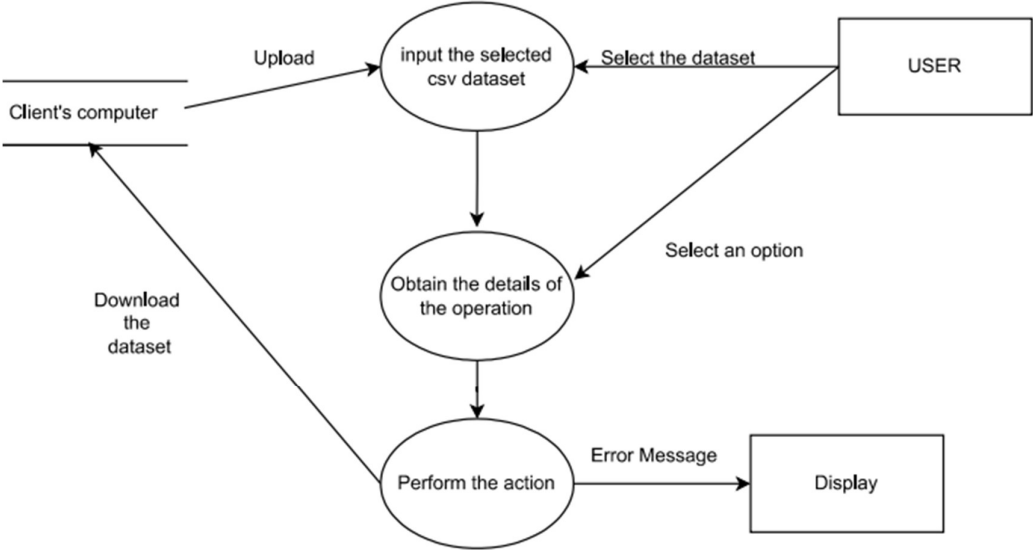 Upload
input the selected
csv dataset
Select the dataset
USER
Client's computer
Select an option
Obtain the details of
the operation
Download
the
dataset
Error Message
Perform the action
Display